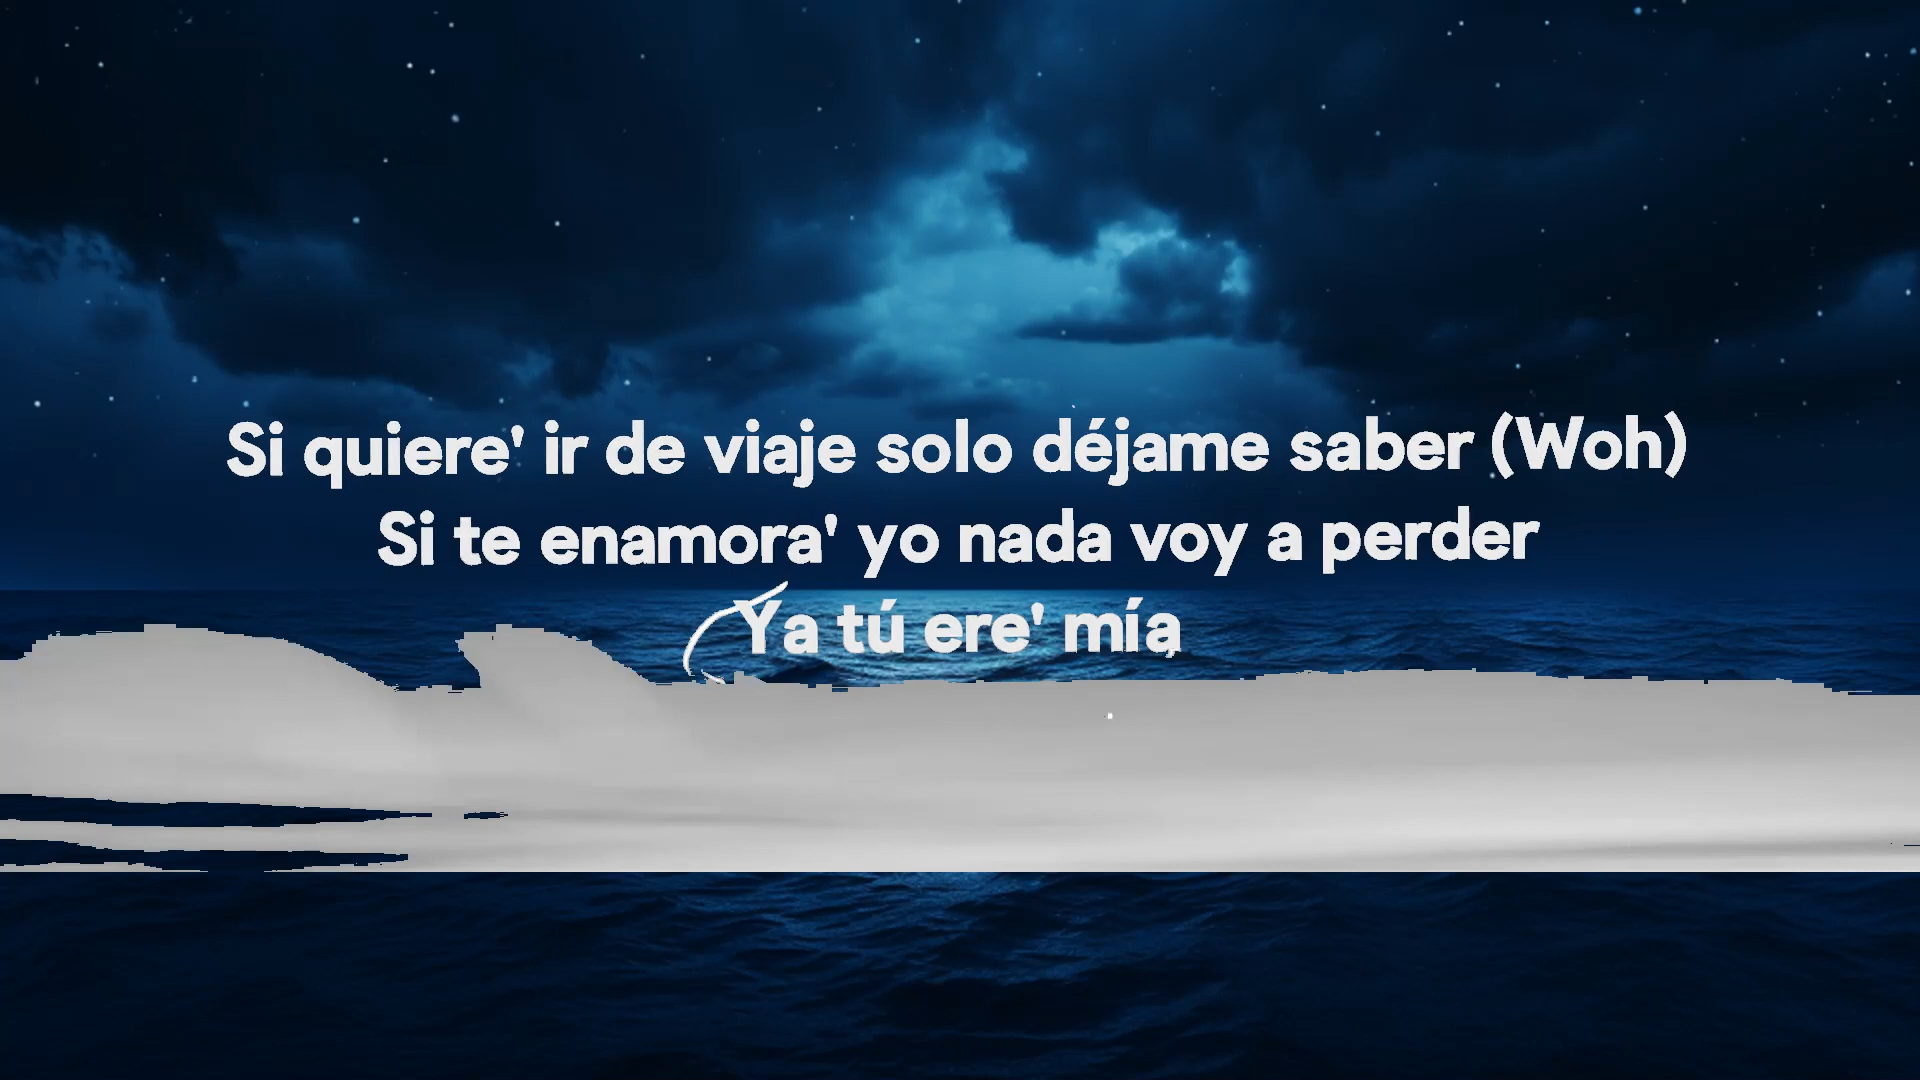 Si quiere' ir de viaje solo déjame saber (Woh)
Si te enamora' yo nada voy a perder
Ya tú ere' mía